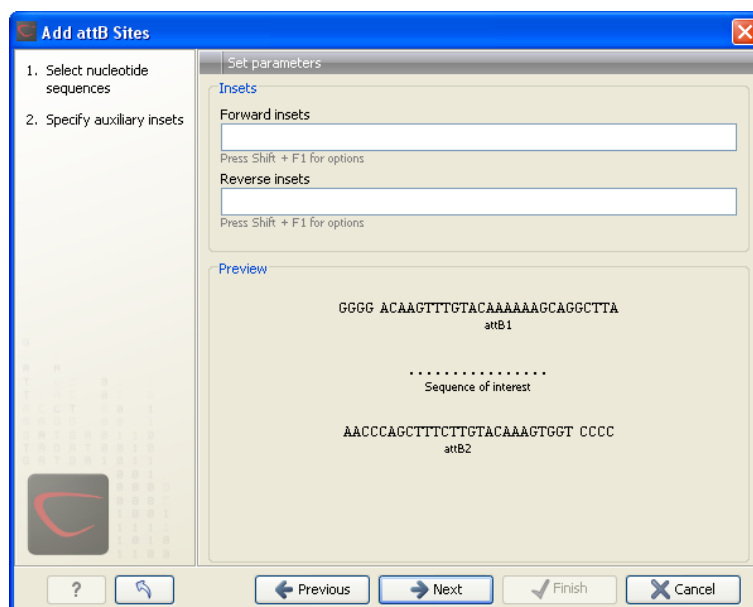 Add attB Sites
1. Select nucleotide
sequences
2. Specify auxiliary insets
Set parameters
Insets
Forward insets
Press Shift + F1 for options
Reverse insets
Press Shift + F1 for options
Preview
GGGG ACAAGTTTGTACAAAAAAGCAGGCTTA
attB1
................
Sequence of interest
AACCCAGCTTTCTTGTACAAAGTGGT CCCC
attB2
?
Previous
Next
Finish
Cancel